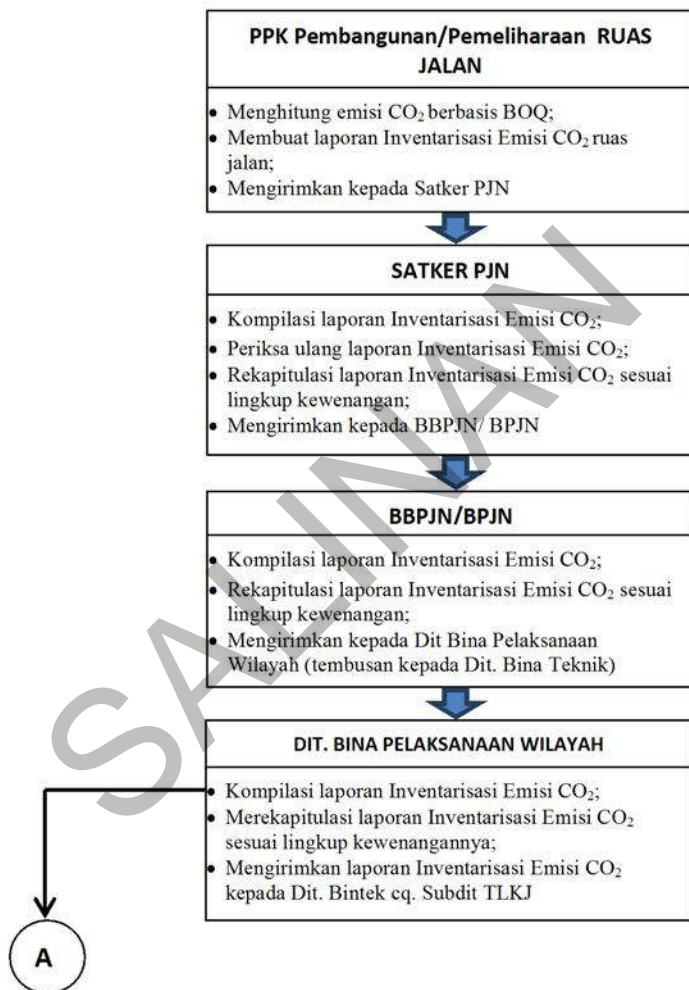 PPK Pembangunan/Pemeliharaan RUAS
JALAN
• Menghitung emisi CO₂ berbasis BOQ;
• Membuat laporan Inventarisasi Emisi CO₂ ruas
jalan;
• Mengirimkan kepada Satker PJN
SATKER PJN
• Kompilasi laporan Inventarisasi Emisi CO₂;
• Periksa ulang laporan Inventarisasi Emisi CO₂;
• Rekapitulasi laporan Inventarisasi Emisi CO₂ sesuai
lingkup kewenangan;
• Mengirimkan kepada BBPJN/ BPJN
BBPJN/BPJN
• Kompilasi laporan Inventarisasi Emisi CO₂;
• Rekapitulasi laporan Inventarisasi Emisi CO₂ sesuai
lingkup kewenangan;
• Mengirimkan kepada Dit Bina Pelaksanaan
Wilayah (tembusan kepada Dit. Bina Teknik)
DIT. BINA PELAKSANAAN WILAYAH
• Kompilasi laporan Inventarisasi Emisi CO₂;
• Merekapitulasi laporan Inventarisasi Emisi CO₂
sesuai lingkup kewenangannya;
• Mengirimkan laporan Inventarisasi Emisi CO₂
kepada Dit. Bintek cq. Subdit TLKJ
A
SALINAN